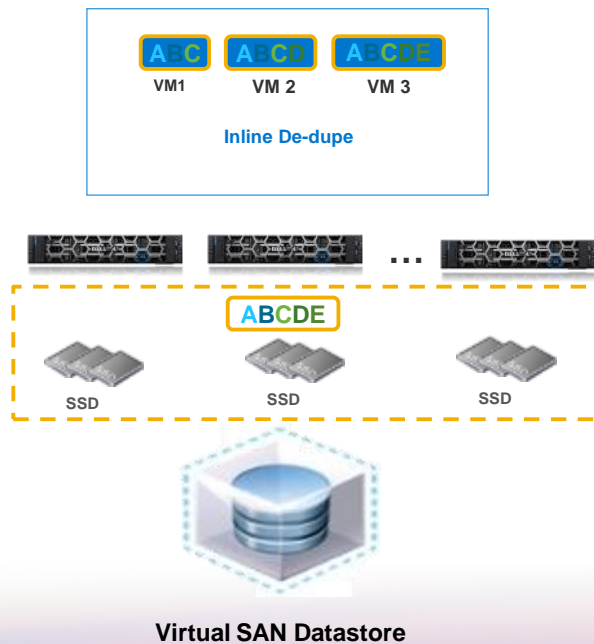 ABC ABCD ABCDE
VM1 VM 2 VM 3
Inline De-dupe
...
ABCDE
SSD SSD SSD
Virtual SAN Datastore